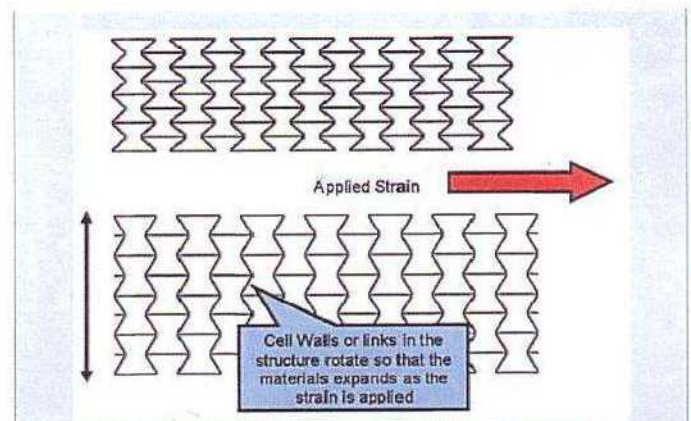 Applied Strain
Cell Walls or links in the
structure rotate so that the
materials expands as the
strain is applied